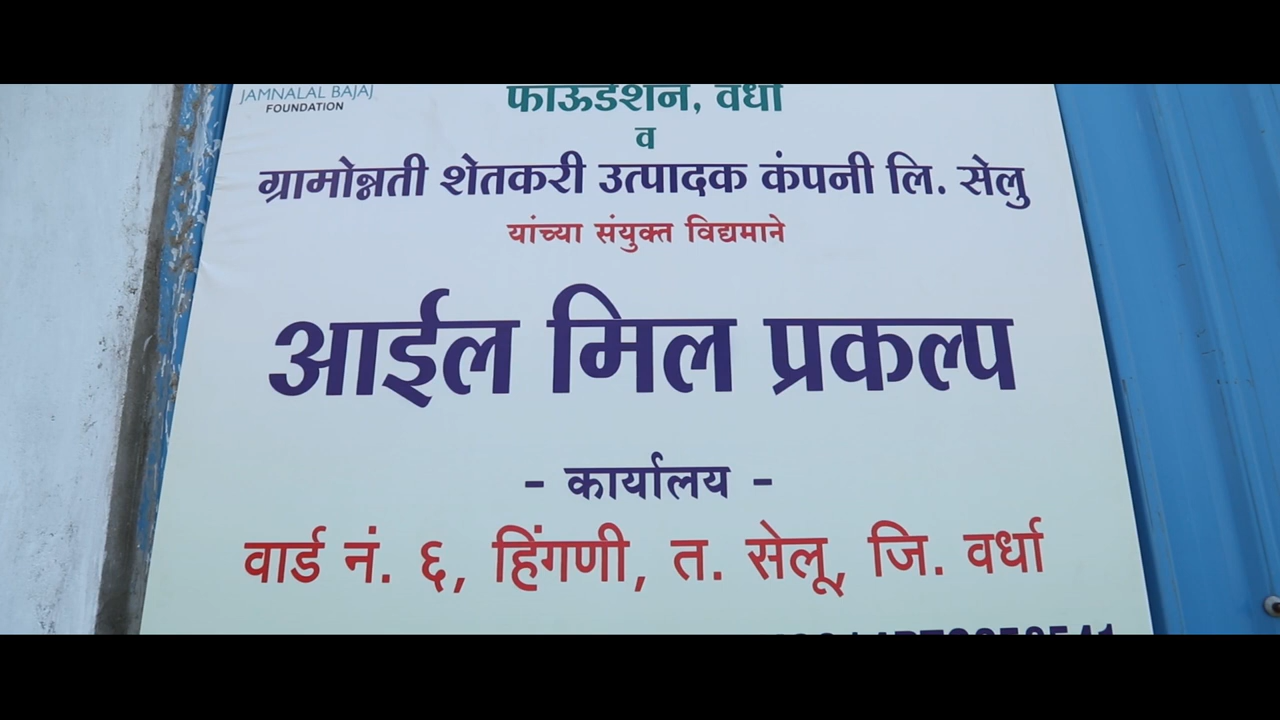 JAMNALAL BAJAJ
FOUNDATION
फाऊंडेशन, वर्धा
व
ग्रामोन्नती शेतकरी उत्पादक कंपनी लि. सेलु
यांच्या संयुक्त विद्यमाने
आईल मिल प्रकल्प
- कार्यालय -
वार्ड नं. ६, हिंगणी, त. सेलू, जि. वर्धा